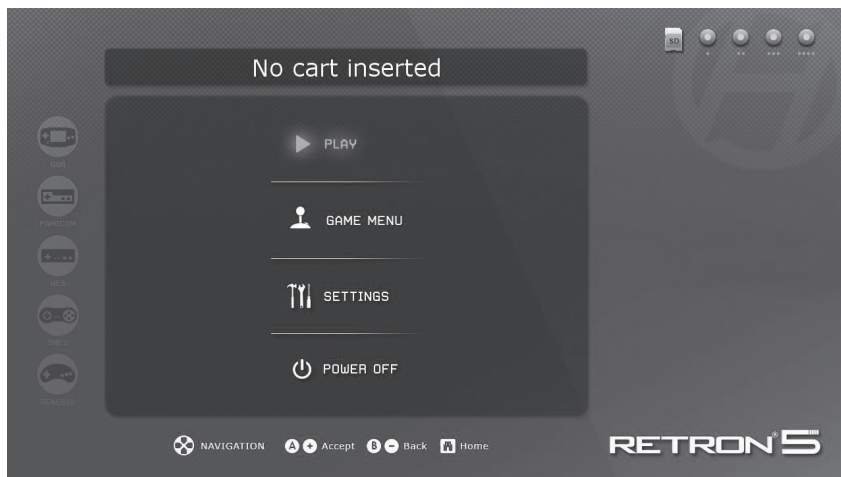 SD
No cart inserted
GBA
FAMICOM
NES
SNES
GENESIS
PLAY
GAME MENU
SETTINGS
POWER OFF
NAVIGATION A + Accept B - Back H Home
RETRON® 5